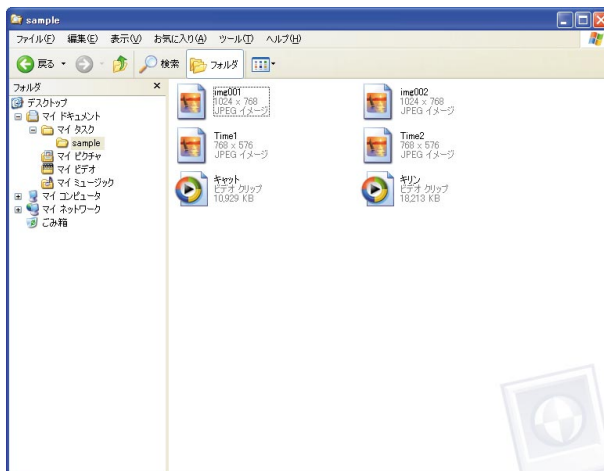 sample
ファイル(F) 編集(E) 表示(V) お気に入り(A) ツール(T) ヘルプ(H)
戻る 検索 フォルダ
フォルダ
デスクトップ
マイ ドキュメント
マイ タスク
sample
マイ ピクチャ
マイ ビデオ
マイ ミュージック
マイ コンピュータ
マイ ネットワーク
ごみ箱
img001
1024 x 768
JPEG イメージ
img002
1024 x 768
JPEG イメージ
Time1
768 x 576
JPEG イメージ
Time2
768 x 576
JPEG イメージ
キャット
ビデオ クリップ
10,929 KB
キリン
ビデオ クリップ
18,213 KB